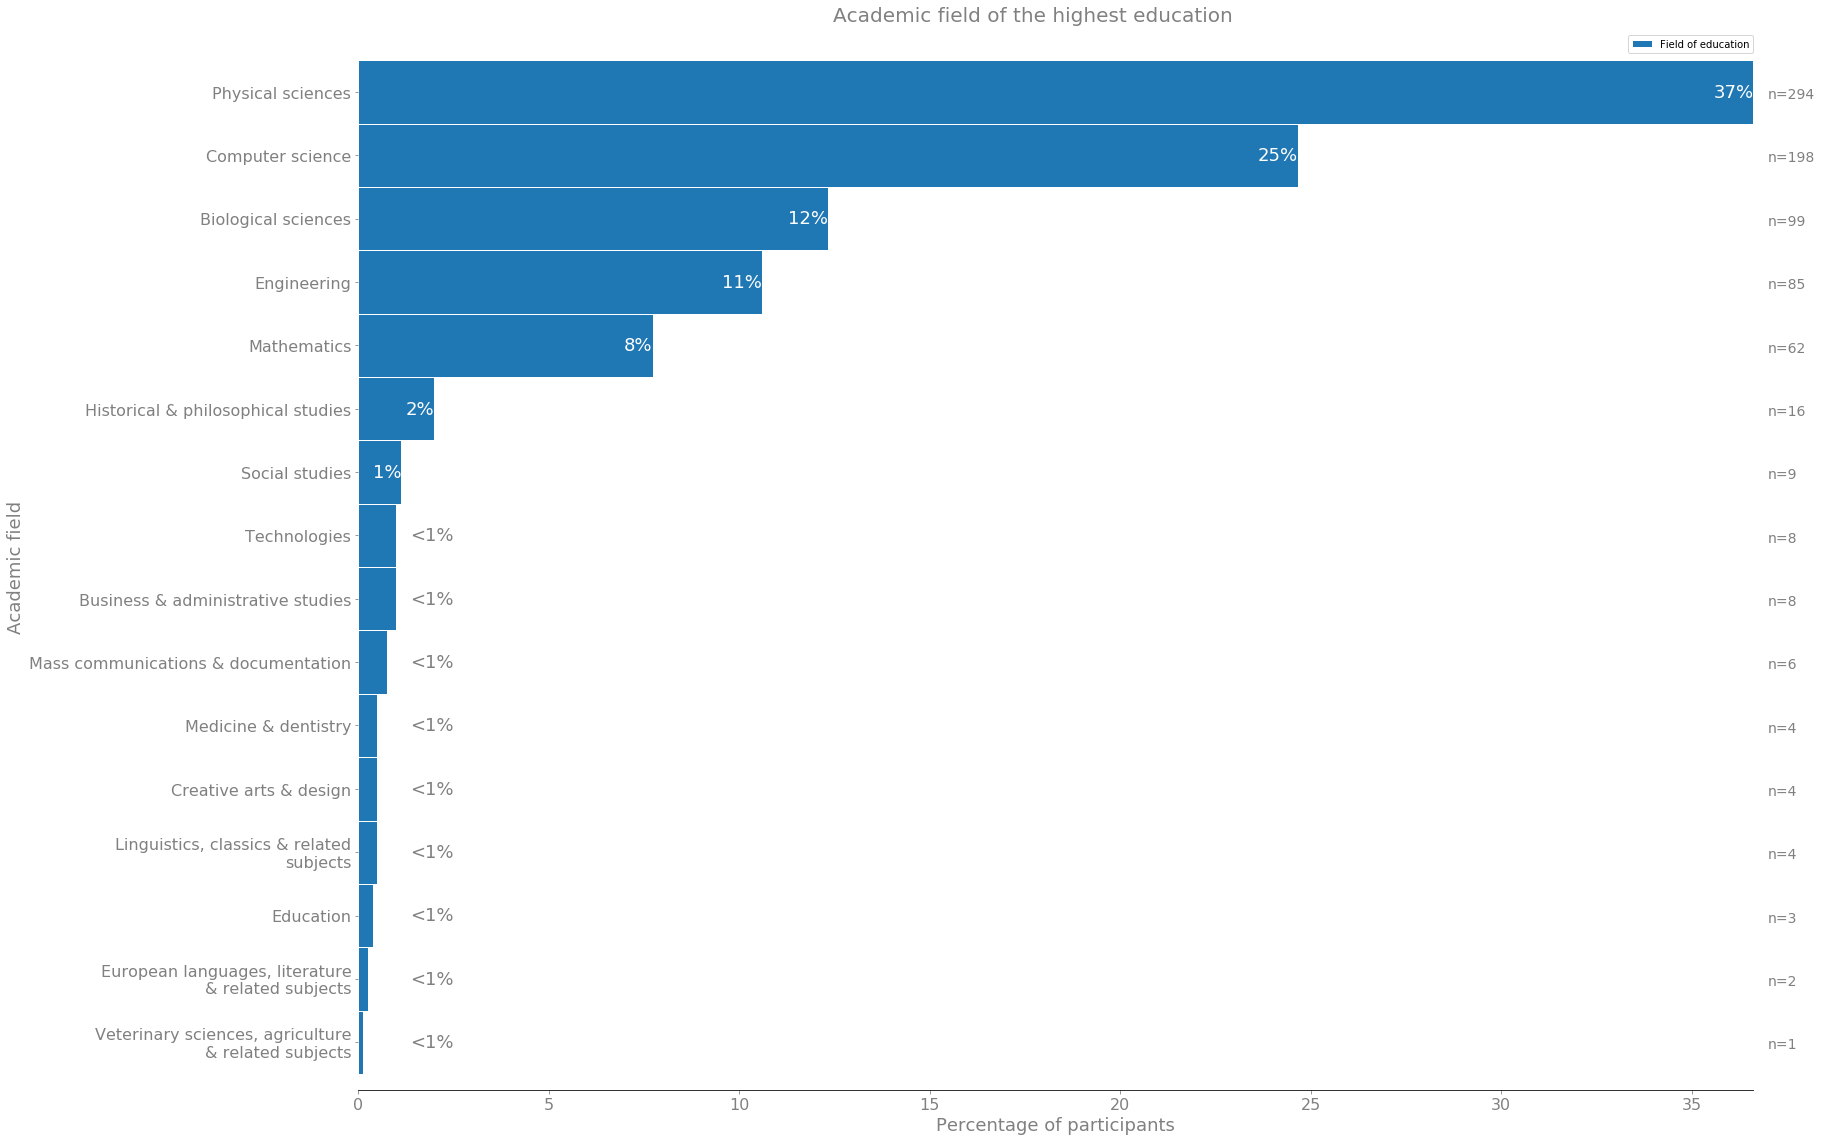 Academic field of the highest education
Field of education
Physical sciences 37% n=294
Computer science 25% n=198
Biological sciences 12% n=99
Engineering 11% n=85
Mathematics 8% n=62
Historical & philosophical studies 2% n=16
Social studies 1% n=9
Technologies <1% n=8
Business & administrative studies <1% n=8
Mass communications & documentation <1% n=6
Medicine & dentistry <1% n=4
Creative arts & design <1% n=4
Linguistics, classics & related
subjects <1% n=4
Education <1% n=3
European languages, literature
& related subjects <1% n=2
Veterinary sciences, agriculture
& related subjects <1% n=1
Academic field
0 5 10 15 20 25 30 35
Percentage of participants